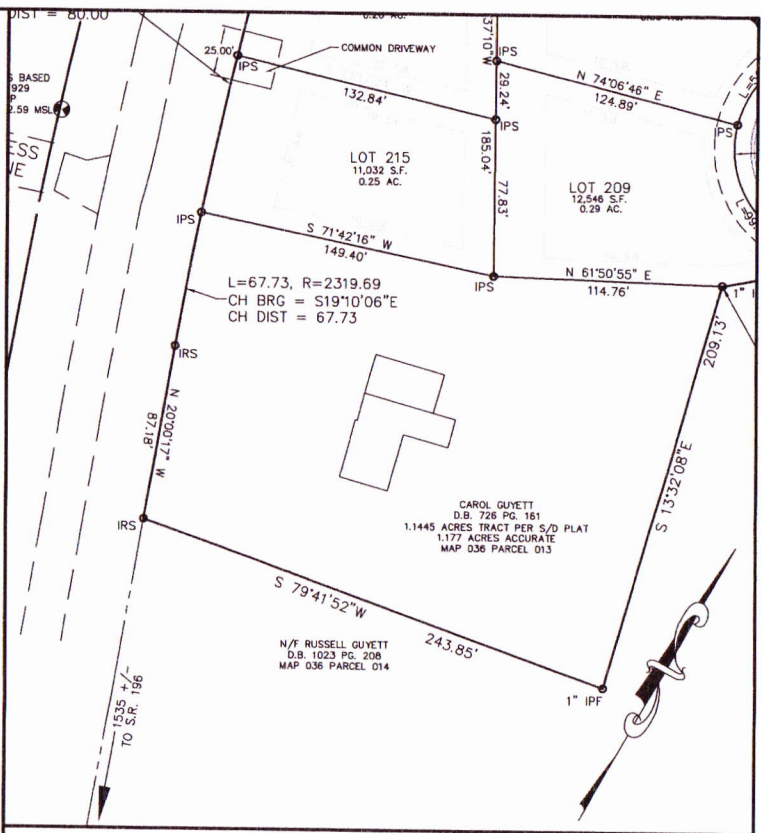 DIST = 80.00
0.26 AC.
25.00'
IPS
COMMON DRIVEWAY
37'10"W
IPS
29.24'
N 74°06'46" E
124.89'
IPS
BASED
929
P
2.59 MSL
132.84'
IPS
185.04'
77.83'
ESS
NE
LOT 215
11,032 S.F.
0.25 AC.
LOT 209
12,546 S.F.
0.29 AC.
IPS
S 71°42'16" W
149.40'
IPS
N 61°50'55" E
114.76'
L=67.73, R=2319.69
CH BRG = S19°10'06"E
CH DIST = 67.73
IRS
N 20°00'17" W
87.18'
IRS
209.13'
S 13°32'08"E
CAROL GUYETT
D.B. 726 PG. 161
1.1445 ACRES TRACT PER S/D PLAT
1.177 ACRES ACCURATE
MAP 036 PARCEL 013
S 79°41'52"W
243.85'
N/F RUSSELL GUYETT
D.B. 1023 PG. 208
MAP 036 PARCEL 014
1" IPF
1535 +/-
TO S.R. 196